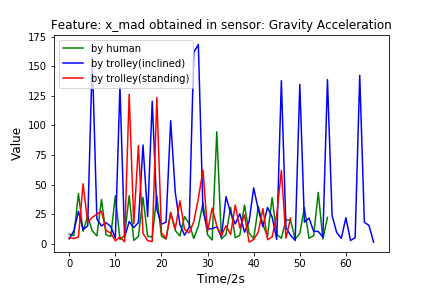 Feature: x_mad obtained in sensor: Gravity Acceleration
175
150
125
100
75
50
25
0
Value
by human
by trolley(inclined)
by trolley(standing)
0
10
20
30
40
50
60
Time/2s